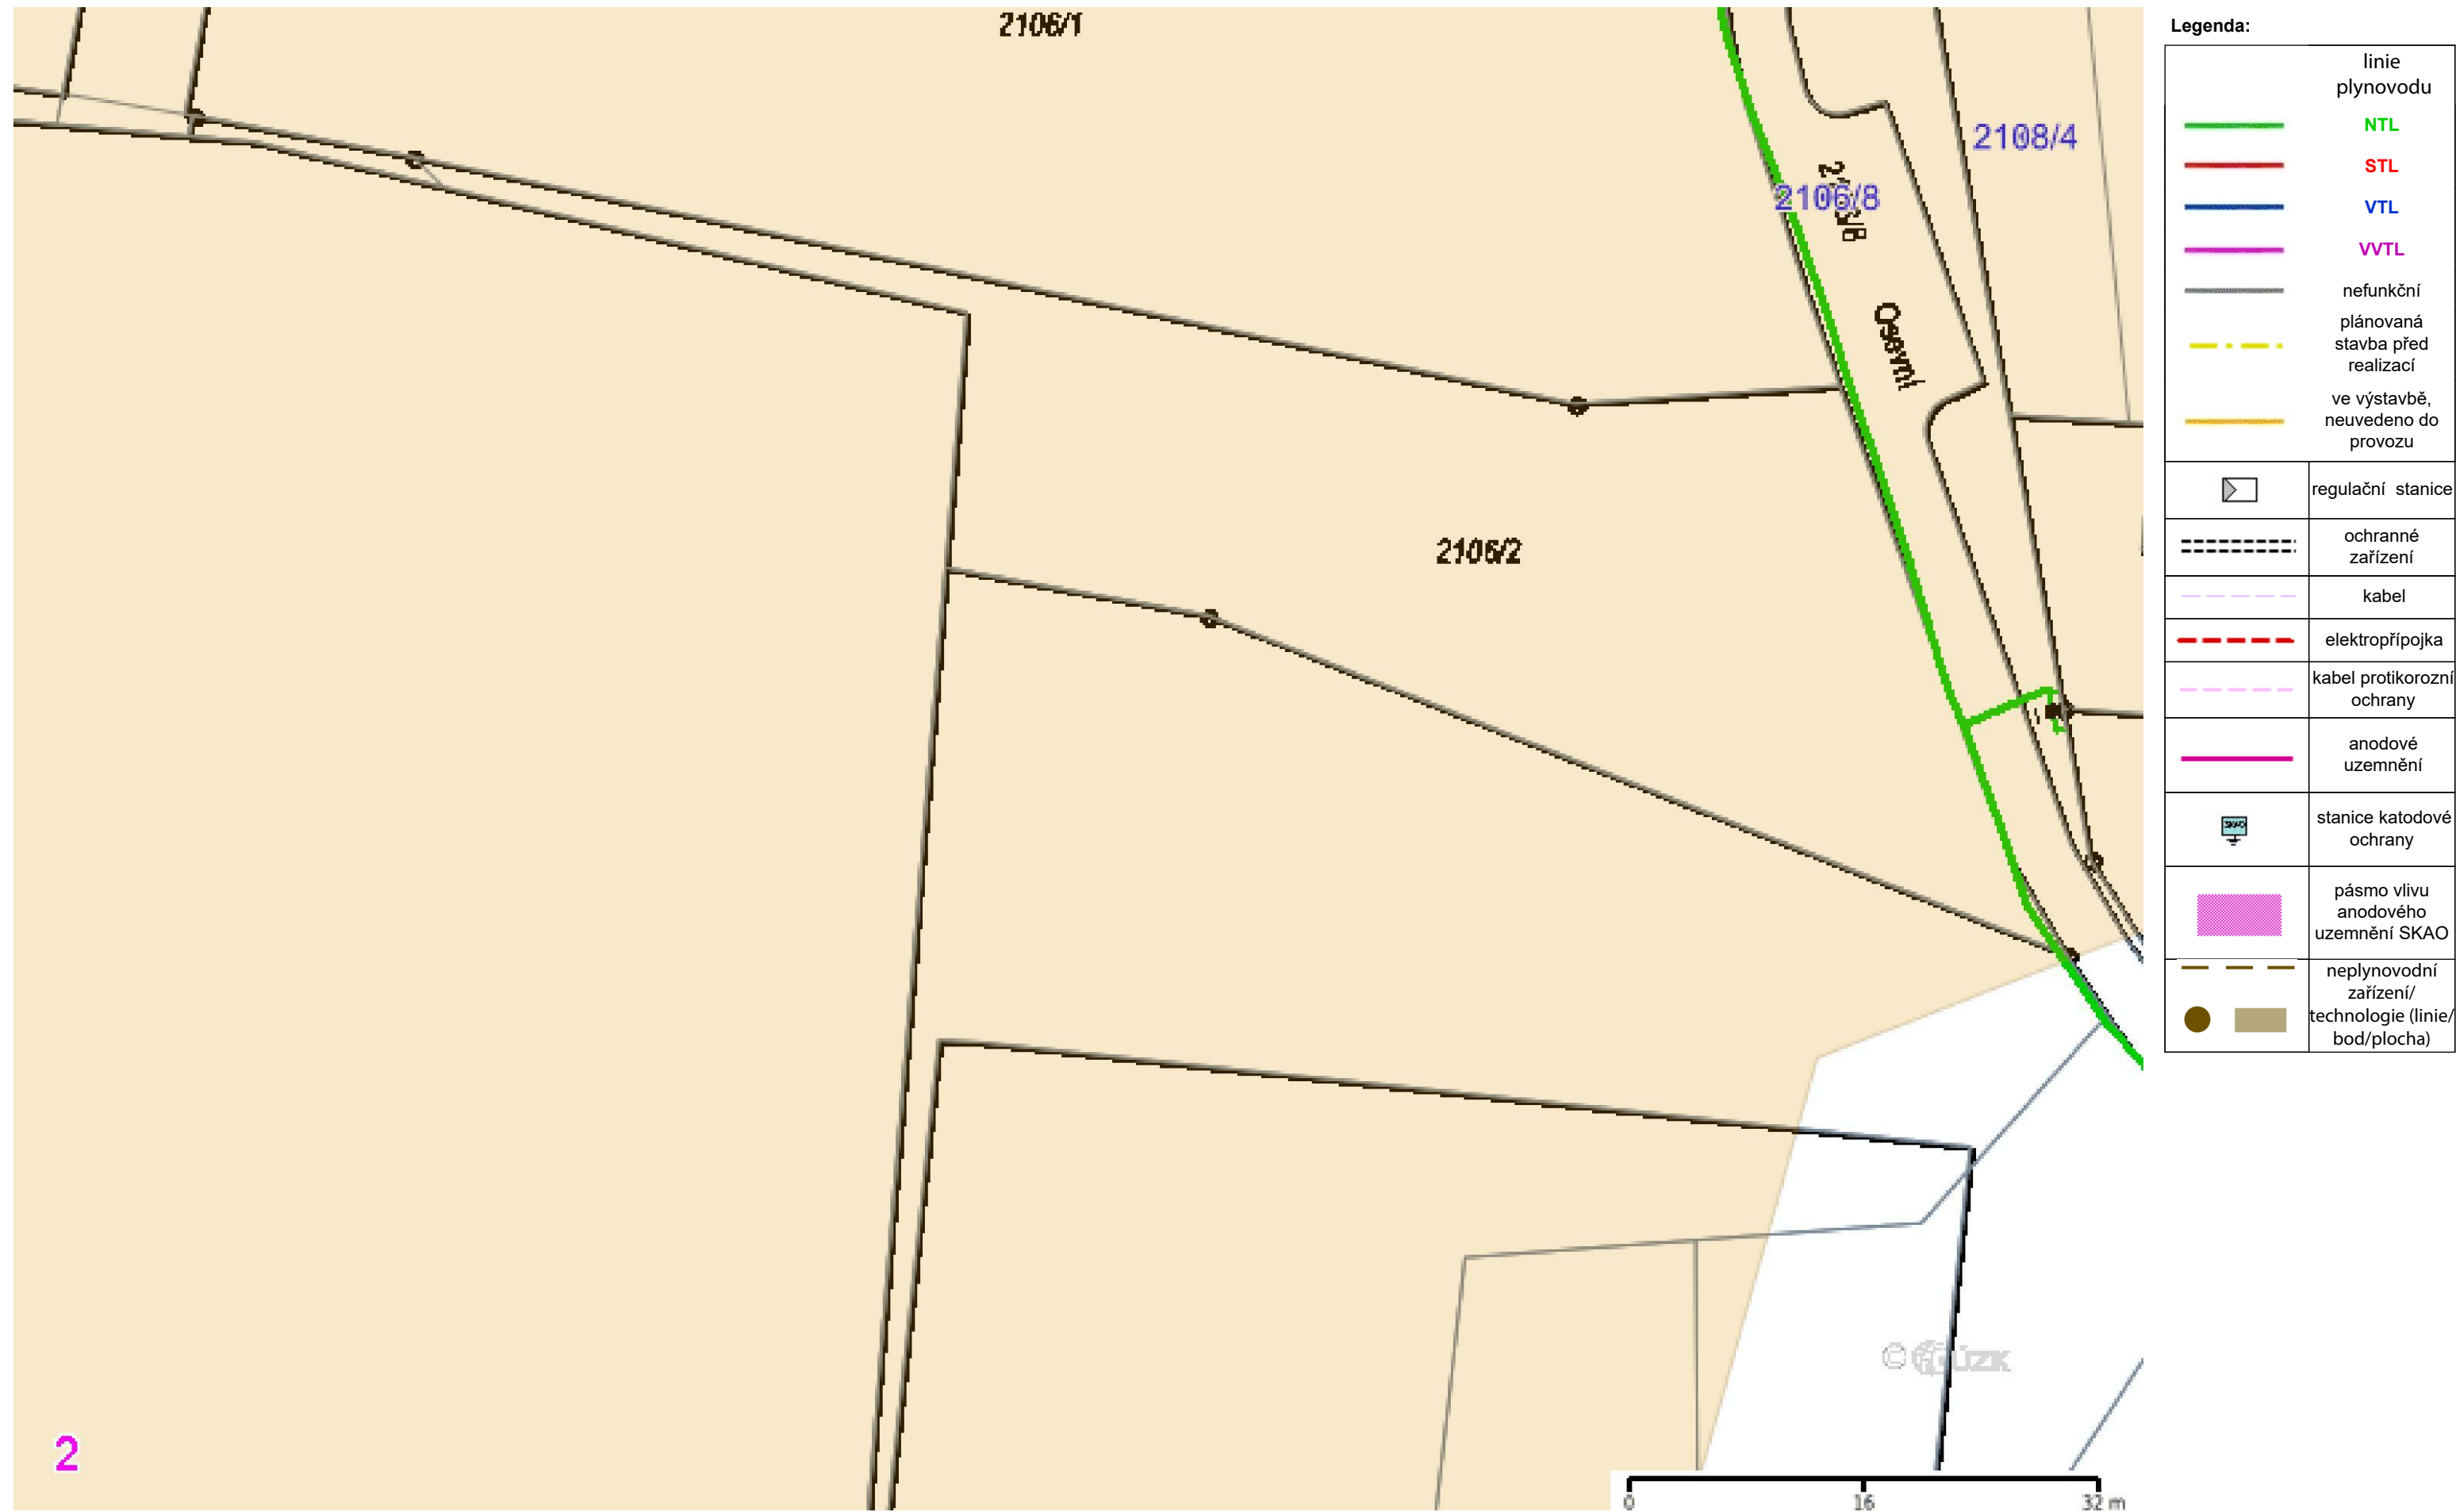 2106/1
2108/4
2106/8
Osovní
2106/2
2
0 16 32 m
Legenda:
linie
plynovodu
NTL
STL
VTL
VVTL
nefunkční
plánovaná
stavba před
realizací
ve výstavbě,
neuvedeno do
provozu
regulační stanice
ochranné
zařízení
kabel
elektropřípojka
kabel protikorozní
ochrany
anodové
uzemnění
SKAO
stanice katodové
ochrany
pásmo vlivu
anodového
uzemnění SKAO
neplynovodní
zařízení/
technologie (linie/
bod/plocha)